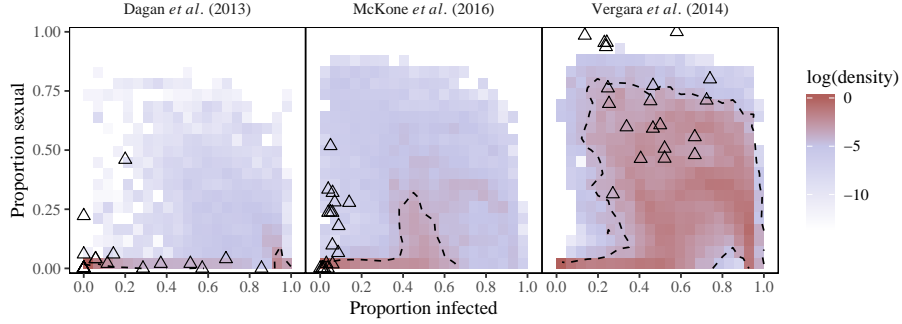 Dagan et al. (2013) McKone et al. (2016) Vergara et al. (2014)
Proportion sexual
1.00
0.75
0.50
0.25
0.00
0.0 0.2 0.4 0.6 0.8 1.0 0.0 0.2 0.4 0.6 0.8 1.0 0.0 0.2 0.4 0.6 0.8 1.0
Proportion infected
log(density)
0
−5
−10